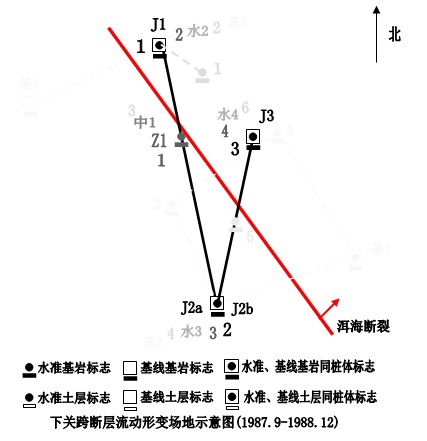 J1
1
2 水2 2
1
北
3
中1
Z1
1
水4 6
4
J3
3
5
J2a
J2b
4 水3 3 2
洱海断裂
水准基岩标志 基线基岩标志 水准、基线基岩同桩体标志
水准土层标志 基线土层标志 水准、基线土层同桩体标志
下关跨断层流动形变场地示意图(1987.9-1988.12)